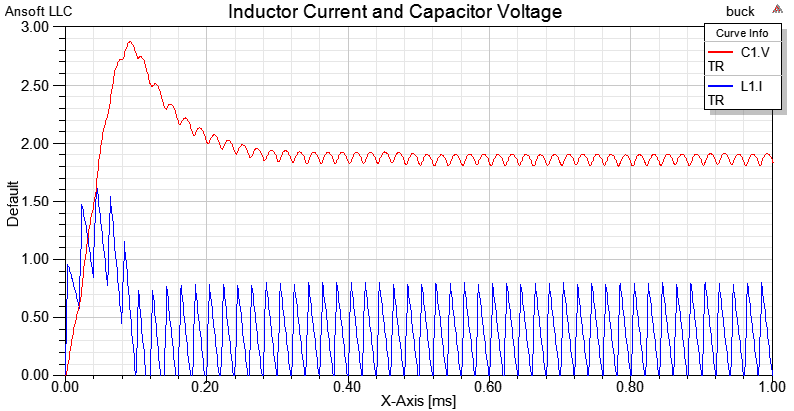 Ansoft LLC
Inductor Current and Capacitor Voltage
buck
Curve Info
C1.V
TR
L1.I
TR
Default
3.00
2.50
2.00
1.50
1.00
0.50
0.00
0.00
0.20
0.40
0.60
0.80
1.00
X-Axis [ms]